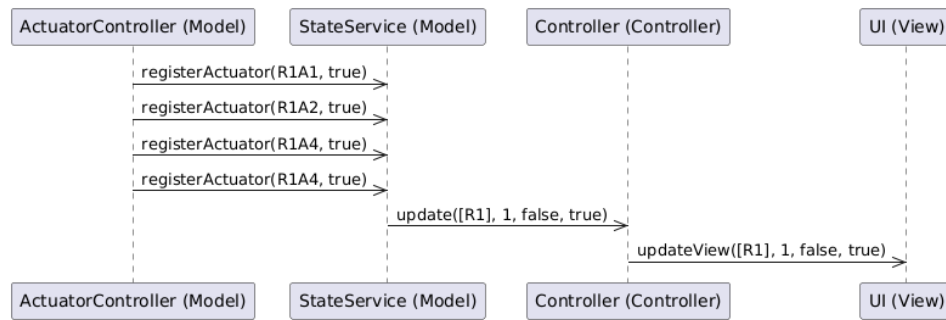 ActuatorController (Model)
StateService (Model)
Controller (Controller)
UI (View)
registerActuator(R1A1, true)
registerActuator(R1A2, true)
registerActuator(R1A4, true)
registerActuator(R1A4, true)
update([R1], 1, false, true)
updateView([R1], 1, false, true)
ActuatorController (Model)
StateService (Model)
Controller (Controller)
UI (View)